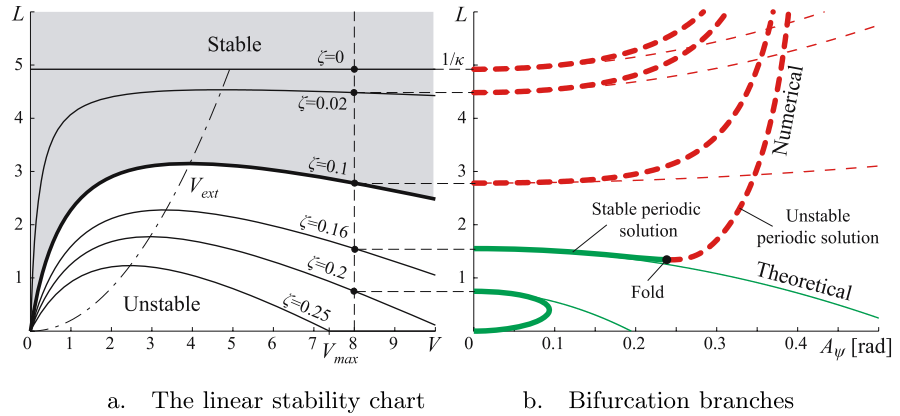 L
Stable
5
ζ=0
ζ=0.02
4
3
ζ=0.1
V_ext
2
ζ=0.16
ζ=0.2
1
Unstable
ζ=0.25
0 1 2 3 4 5 6 7 8 9 V
V_max
a. The linear stability chart
L
1/κ
5
4
Numerical
3
2
Stable periodic
solution
Unstable
periodic solution
Fold
Theoretical
1
0.0 0.1 0.2 0.3 0.4 A_ψ [rad]
b. Bifurcation branches